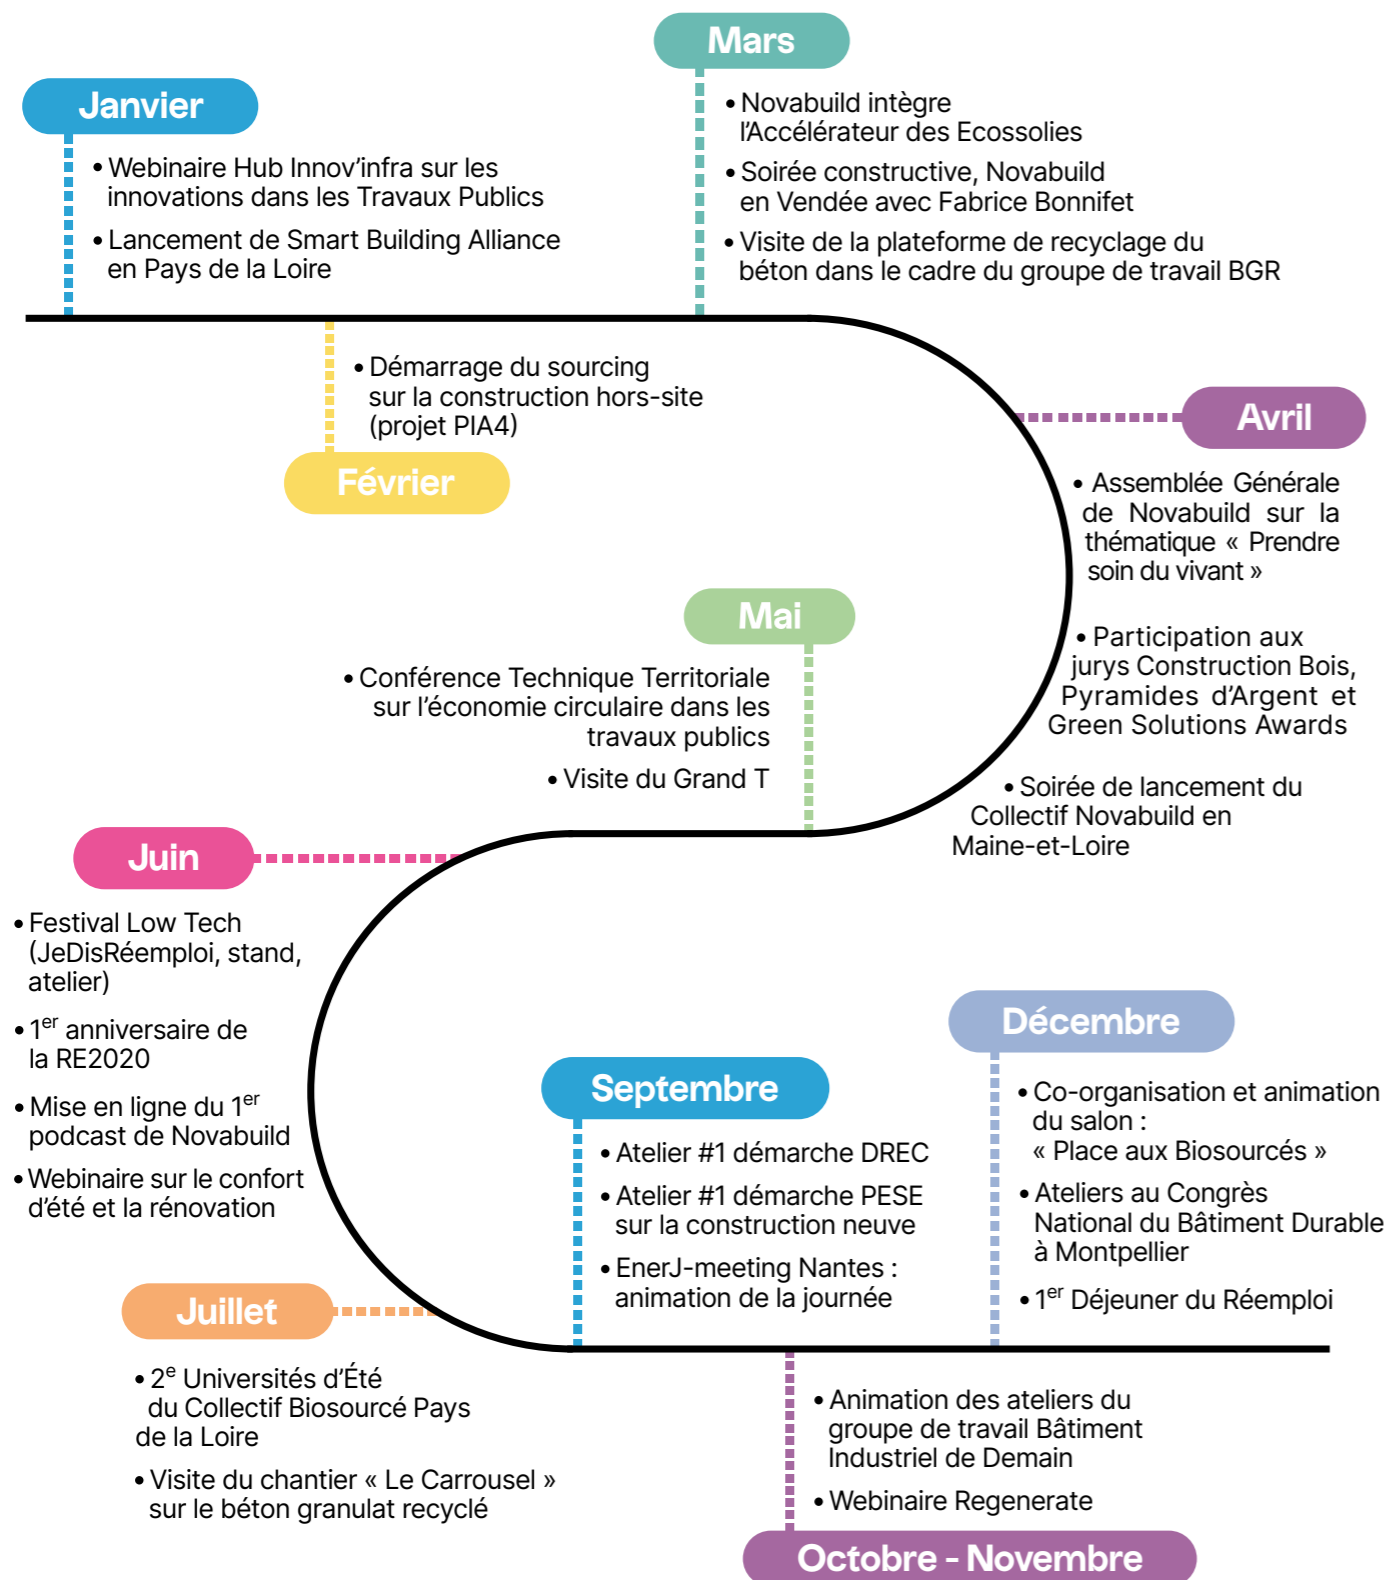 Janvier
• Webinaire Hub Innov’infra sur les
innovations dans les Travaux Publics
• Lancement de Smart Building Alliance
en Pays de la Loire
Février
• Démarrage du sourcing
sur la construction hors-site
(projet PIA4)
Mars
• Novabuild intègre
l’Accélérateur des Ecossolies
• Soirée constructive, Novabuild
en Vendée avec Fabrice Bonnifet
• Visite de la plateforme de recyclage du
béton dans le cadre du groupe de travail BGR
Avril
• Assemblée Générale
de Novabuild sur la
thématique « Prendre
soin du vivant »
• Participation aux
jurys Construction Bois,
Pyramides d’Argent et
Green Solutions Awards
• Soirée de lancement du
Collectif Novabuild en
Maine-et-Loire
Mai
• Conférence Technique Territoriale
sur l’économie circulaire dans les
travaux publics
• Visite du Grand T
Juin
• Festival Low Tech
(JeDisRéemploi, stand,
atelier)
• 1er anniversaire de
la RE2020
• Mise en ligne du 1er
podcast de Novabuild
• Webinaire sur le confort
d’été et la rénovation
Juillet
• 2e Universités d’Été
du Collectif Biosourcé Pays
de la Loire
• Visite du chantier « Le Carrousel »
sur le béton granulat recyclé
Septembre
• Atelier #1 démarche DREC
• Atelier #1 démarche PESE
sur la construction neuve
• EnerJ-meeting Nantes :
animation de la journée
Octobre - Novembre
• Animation des ateliers du
groupe de travail Bâtiment
Industriel de Demain
• Webinaire Regenerate
Décembre
• Co-organisation et animation
du salon :
« Place aux Biosourcés »
• Ateliers au Congrès
National du Bâtiment Durable
à Montpellier
• 1er Déjeuner du Réemploi